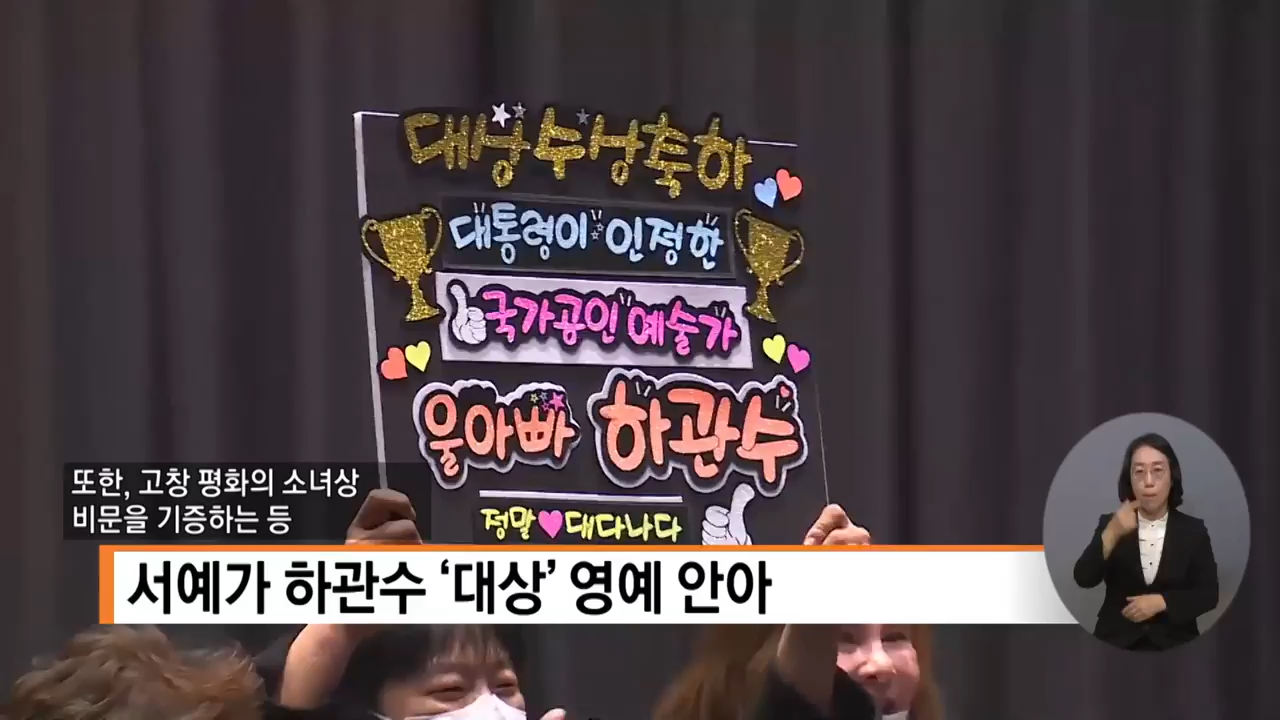 대상수상축하
대통령이 인정한
국가공인 예술가
울아빠 하관수
정말 대다나다
또한, 고창 평화의 소녀상
비문을 기증하는 등
서예가 하관수 ‘대상’ 영예 안아